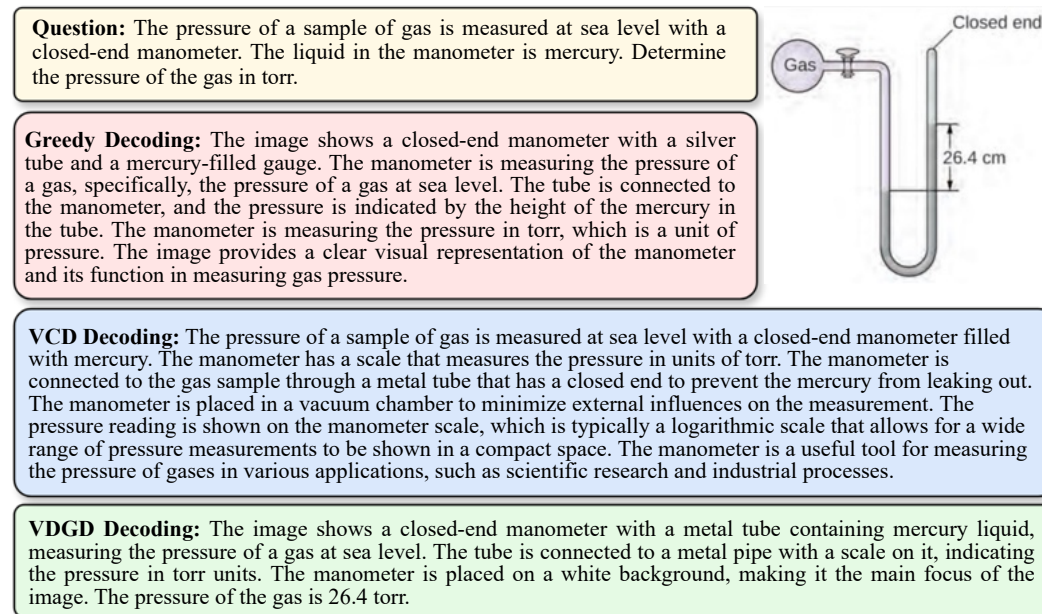 Question: The pressure of a sample of gas is measured at sea level with a
closed-end manometer. The liquid in the manometer is mercury. Determine
the pressure of the gas in torr.
Closed end
Gas
26.4 cm
Greedy Decoding: The image shows a closed-end manometer with a silver
tube and a mercury-filled gauge. The manometer is measuring the pressure of
a gas, specifically, the pressure of a gas at sea level. The tube is connected to
the manometer, and the pressure is indicated by the height of the mercury in
the tube. The manometer is measuring the pressure in torr, which is a unit of
pressure. The image provides a clear visual representation of the manometer
and its function in measuring gas pressure.
VCD Decoding: The pressure of a sample of gas is measured at sea level with a closed-end manometer filled
with mercury. The manometer has a scale that measures the pressure in units of torr. The manometer is
connected to the gas sample through a metal tube that has a closed end to prevent the mercury from leaking out.
The manometer is placed in a vacuum chamber to minimize external influences on the measurement. The
pressure reading is shown on the manometer scale, which is typically a logarithmic scale that allows for a wide
range of pressure measurements to be shown in a compact space. The manometer is a useful tool for measuring
the pressure of gases in various applications, such as scientific research and industrial processes.
VDGD Decoding: The image shows a closed-end manometer with a metal tube containing mercury liquid,
measuring the pressure of a gas at sea level. The tube is connected to a metal pipe with a scale on it, indicating
the pressure in torr units. The manometer is placed on a white background, making it the main focus of the
image. The pressure of the gas is 26.4 torr.